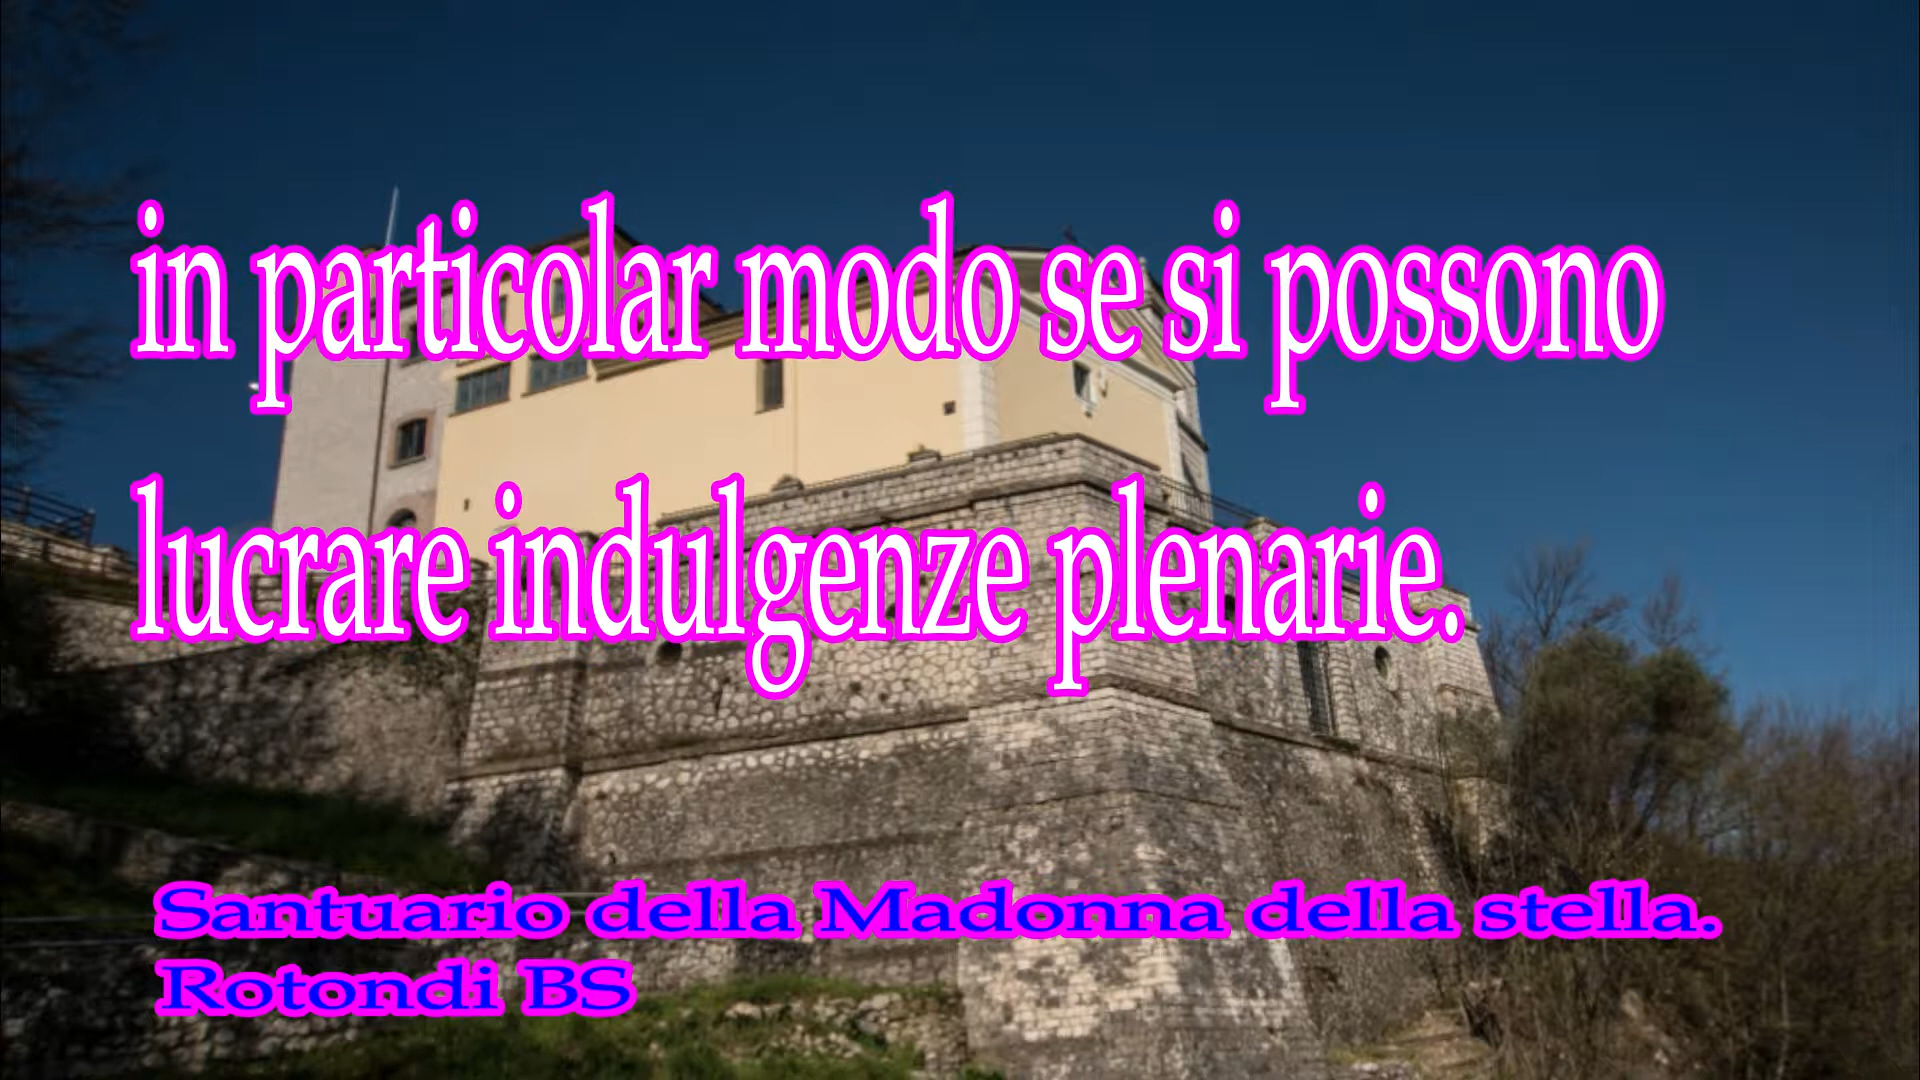 in particolar modo se si possono
lucrare indulgenze plenarie.
Santuario della Madonna della stella.
Rotondi BS